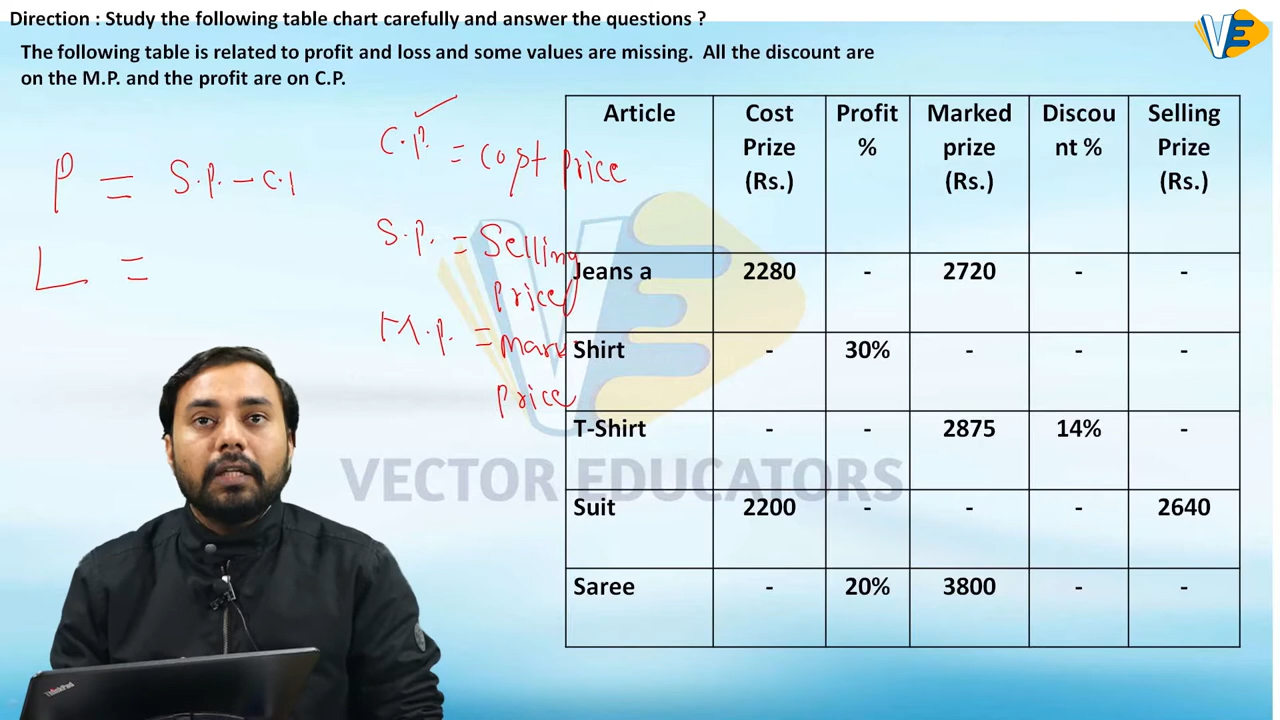 Direction : Study the following table chart carefully and answer the questions ?
The following table is related to profit and loss and some values are missing. All the discount are
on the M.P. and the profit are on C.P.
VE
P = S.P. - C.P
L =
C.P. = cost price
S.P. = Selling
price
M.P. = mark
price
Article Cost Prize (Rs.) Profit % Marked prize (Rs.) Discou nt % Selling Prize (Rs.)
Jeans a 2280 - 2720 - -
Shirt - 30% - - -
T-Shirt - - 2875 14% -
Suit 2200 - - - 2640
Saree - 20% 3800 - -
VECTOR EDUCATORS
ThinkPad